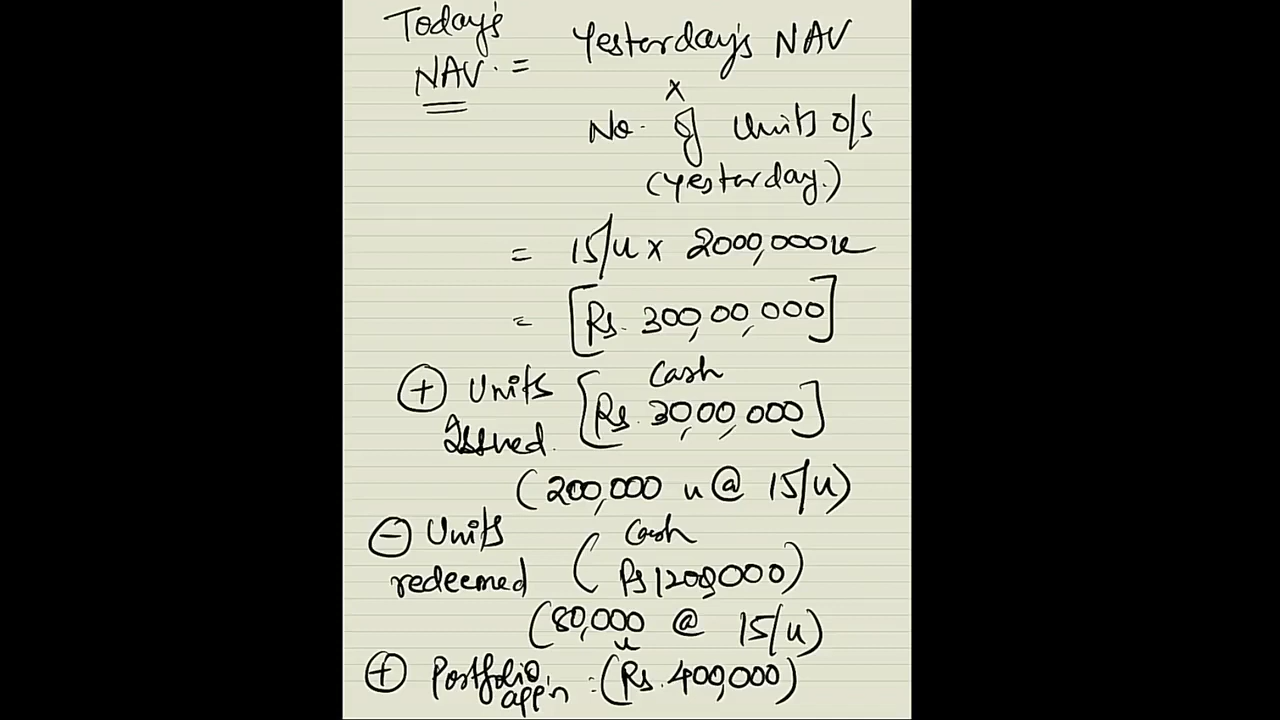 Today's
NAV. = Yesterday's NAV
x
No. of units o/s
(yesterday.)
= 15/u x 2000,000u
= [Rs. 300,00,000]
+ Units Cash
Issued. [Rs. 30,00,000]
(200,000 u @ 15/u)
- Units Cash
redeemed (Rs 1200,000)
(80,000 u @ 15/u)
+ Portfolio
app'n : (Rs. 400,000)